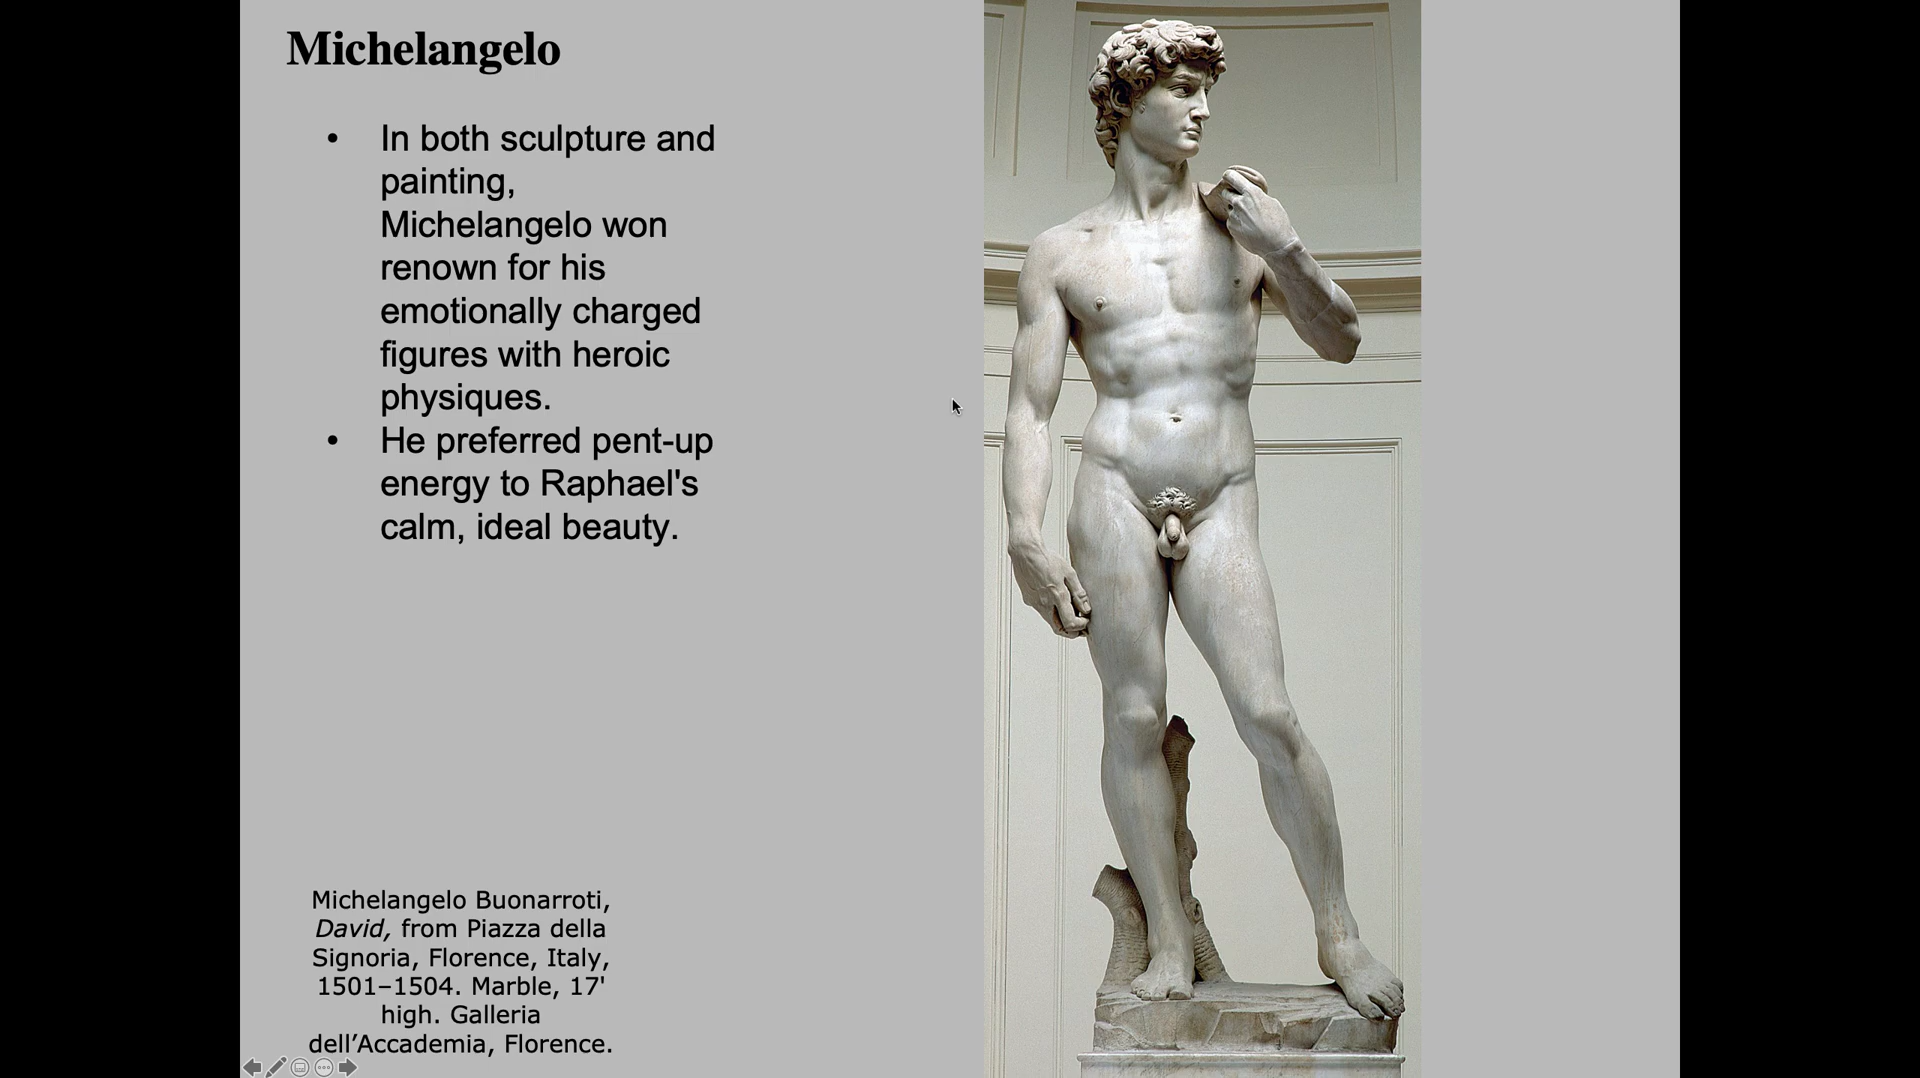 Michelangelo
• In both sculpture and
painting,
Michelangelo won
renown for his
emotionally charged
figures with heroic
physiques.
• He preferred pent-up
energy to Raphael's
calm, ideal beauty.
Michelangelo Buonarroti,
David, from Piazza della
Signoria, Florence, Italy,
1501–1504. Marble, 17'
high. Galleria
dell’Accademia, Florence.